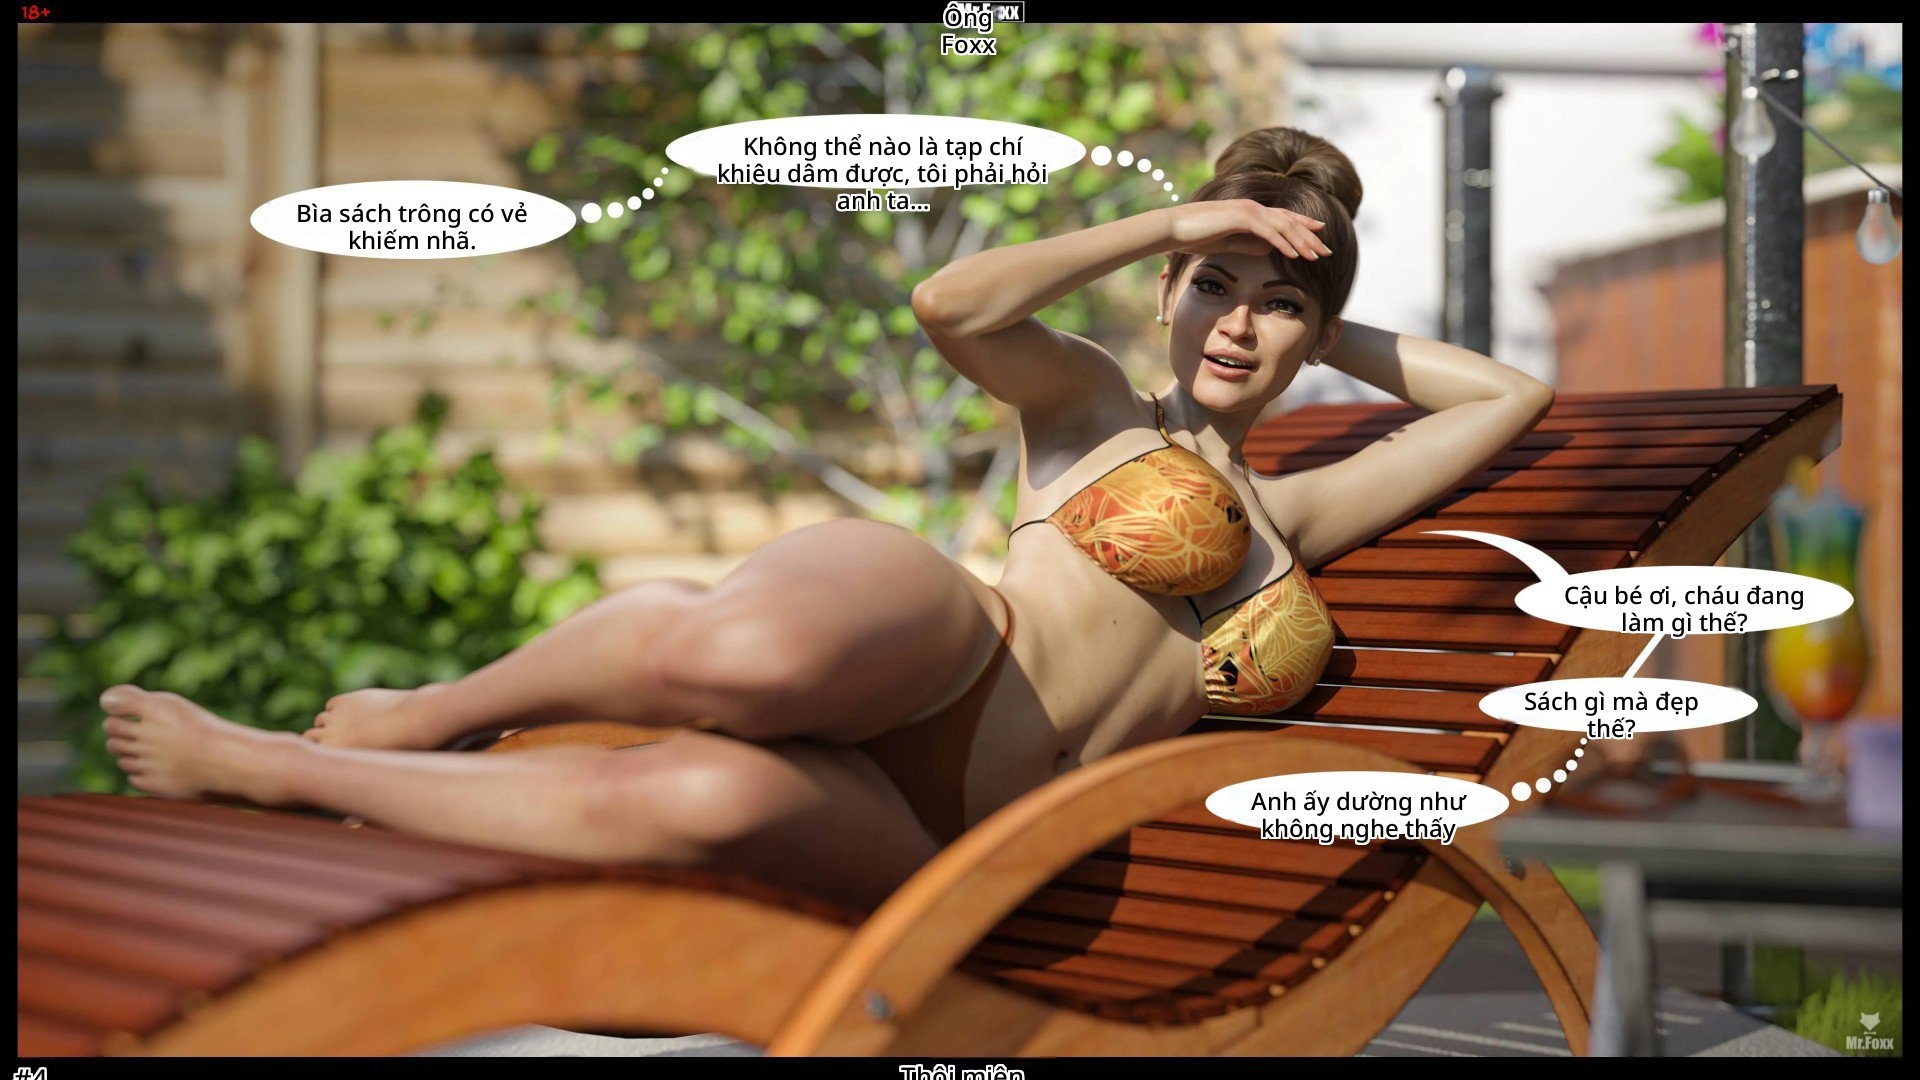 18+
Ông
Foxx
Không thể nào là tạp chí
khiêu dâm được, tôi phải hỏi
anh ta...
Bìa sách trông có vẻ
khiếm nhã.
Cậu bé ơi, cháu đang
làm gì thế?
Sách gì mà đẹp
thế?
Anh ấy dường như
không nghe thấy
Mr.Foxx
#4
Thôi miên